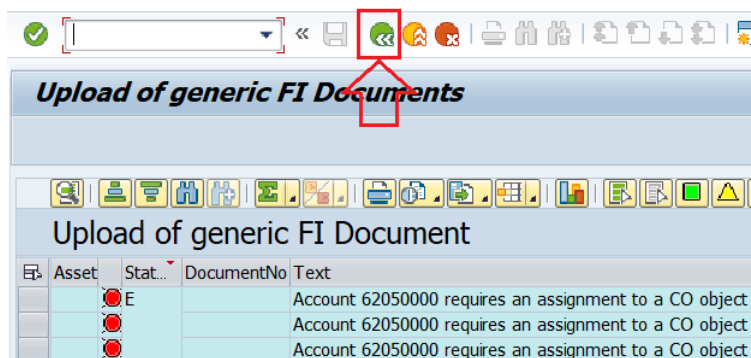 Upload of generic FI Documents
Upload of generic FI Document
Asset Stat... DocumentNo Text
E Account 62050000 requires an assignment to a CO object
Account 62050000 requires an assignment to a CO object
Account 62050000 requires an assignment to a CO object